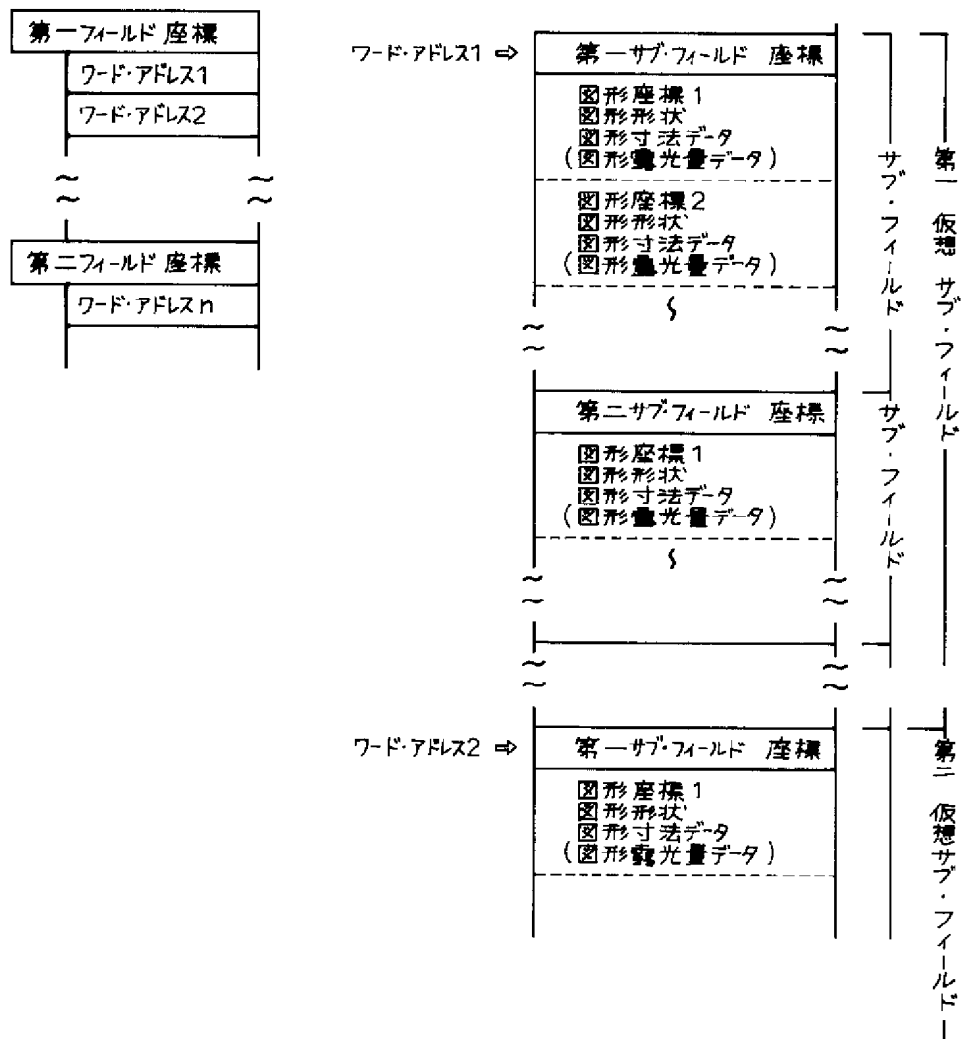 第一フィールド 座標
ワード・アドレス1
ワード・アドレス2
第二フィールド 座標
ワード・アドレス n
ワード・アドレス1 ⇨
第一サブ・フィールド 座標
図形座標1
図形形状
図形寸法データ
(図形露光量データ)
図形座標2
図形形状
図形寸法データ
(図形露光量データ)
第二サブ・フィールド 座標
図形座標1
図形形状
図形寸法データ
(図形露光量データ)
ワード・アドレス2 ⇨
第一サブ・フィールド 座標
図形座標1
図形形状
図形寸法データ
(図形露光量データ)
サブ・フィールド
サブ・フィールド
第一 仮想 サブ・フィールド
第二 仮想サブ・フィールド